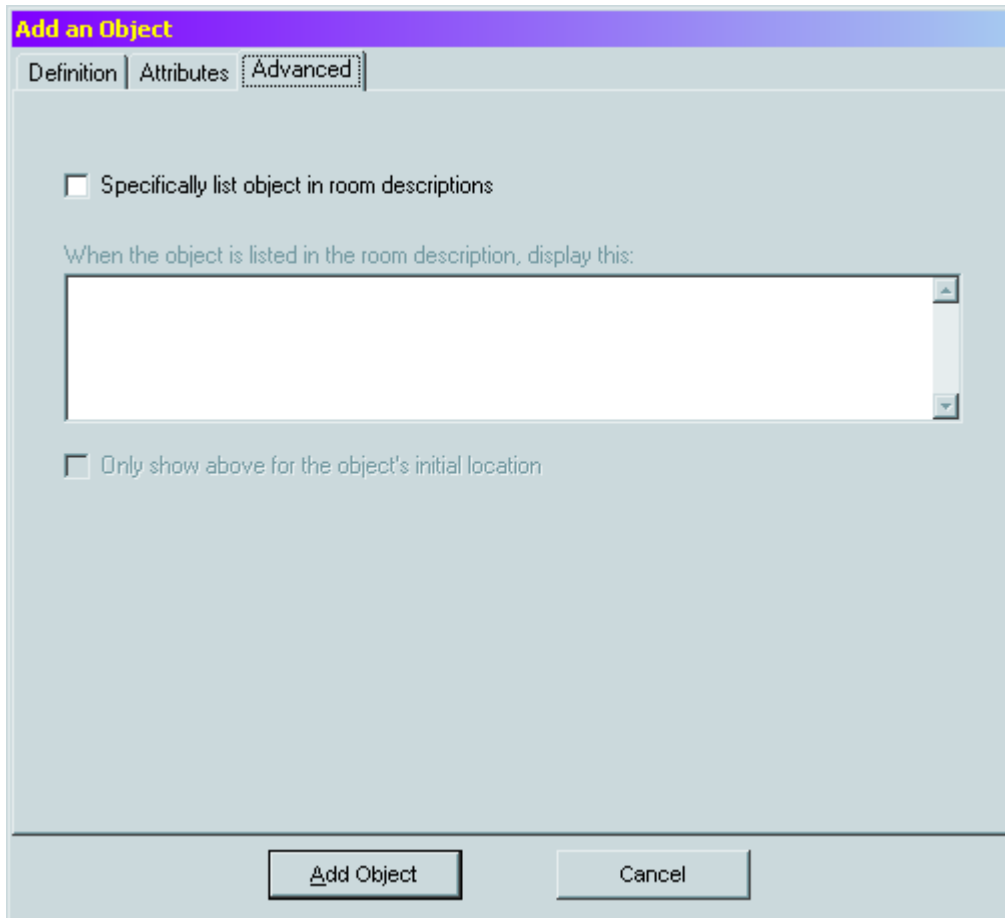 Add an Object
Definition Attributes Advanced
Specifically list object in room descriptions
When the object is listed in the room description, display this:
Only show above for the object's initial location
Add Object Cancel